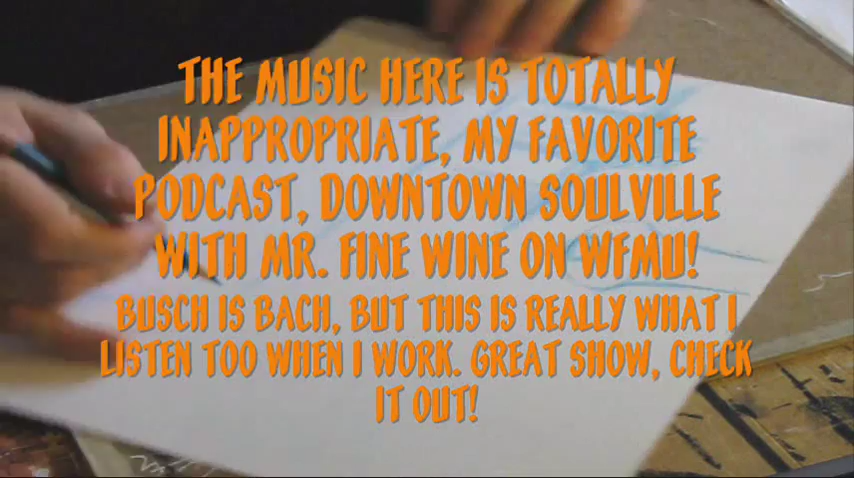 THE MUSIC HERE IS TOTALLY
INAPPROPRIATE, MY FAVORITE
PODCAST, DOWNTOWN SOULVILLE
WITH MR. FINE WINE ON WFMU!
BUSCH IS BACH, BUT THIS IS REALLY WHAT I
LISTEN TOO WHEN I WORK. GREAT SHOW, CHECK
IT OUT!